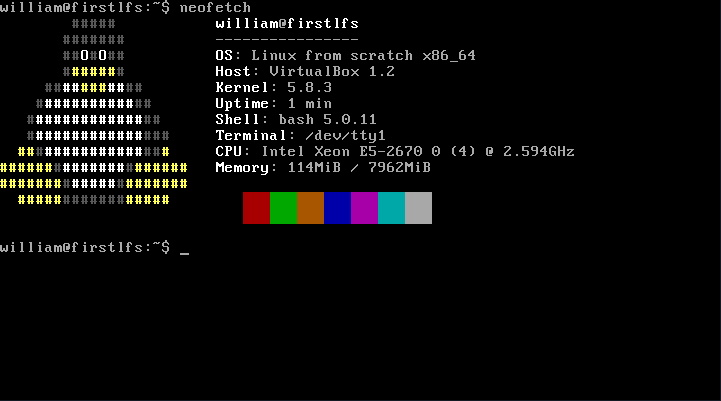 william@firstlfs:~$ neofetch
william@firstlfs
----------------
OS: Linux from scratch x86_64
Host: VirtualBox 1.2
Kernel: 5.8.3
Uptime: 1 min
Shell: bash 5.0.11
Terminal: /dev/tty1
CPU: Intel Xeon E5-2670 0 (4) @ 2.594GHz
Memory: 114MiB / 7962MiB
william@firstlfs:~$ _